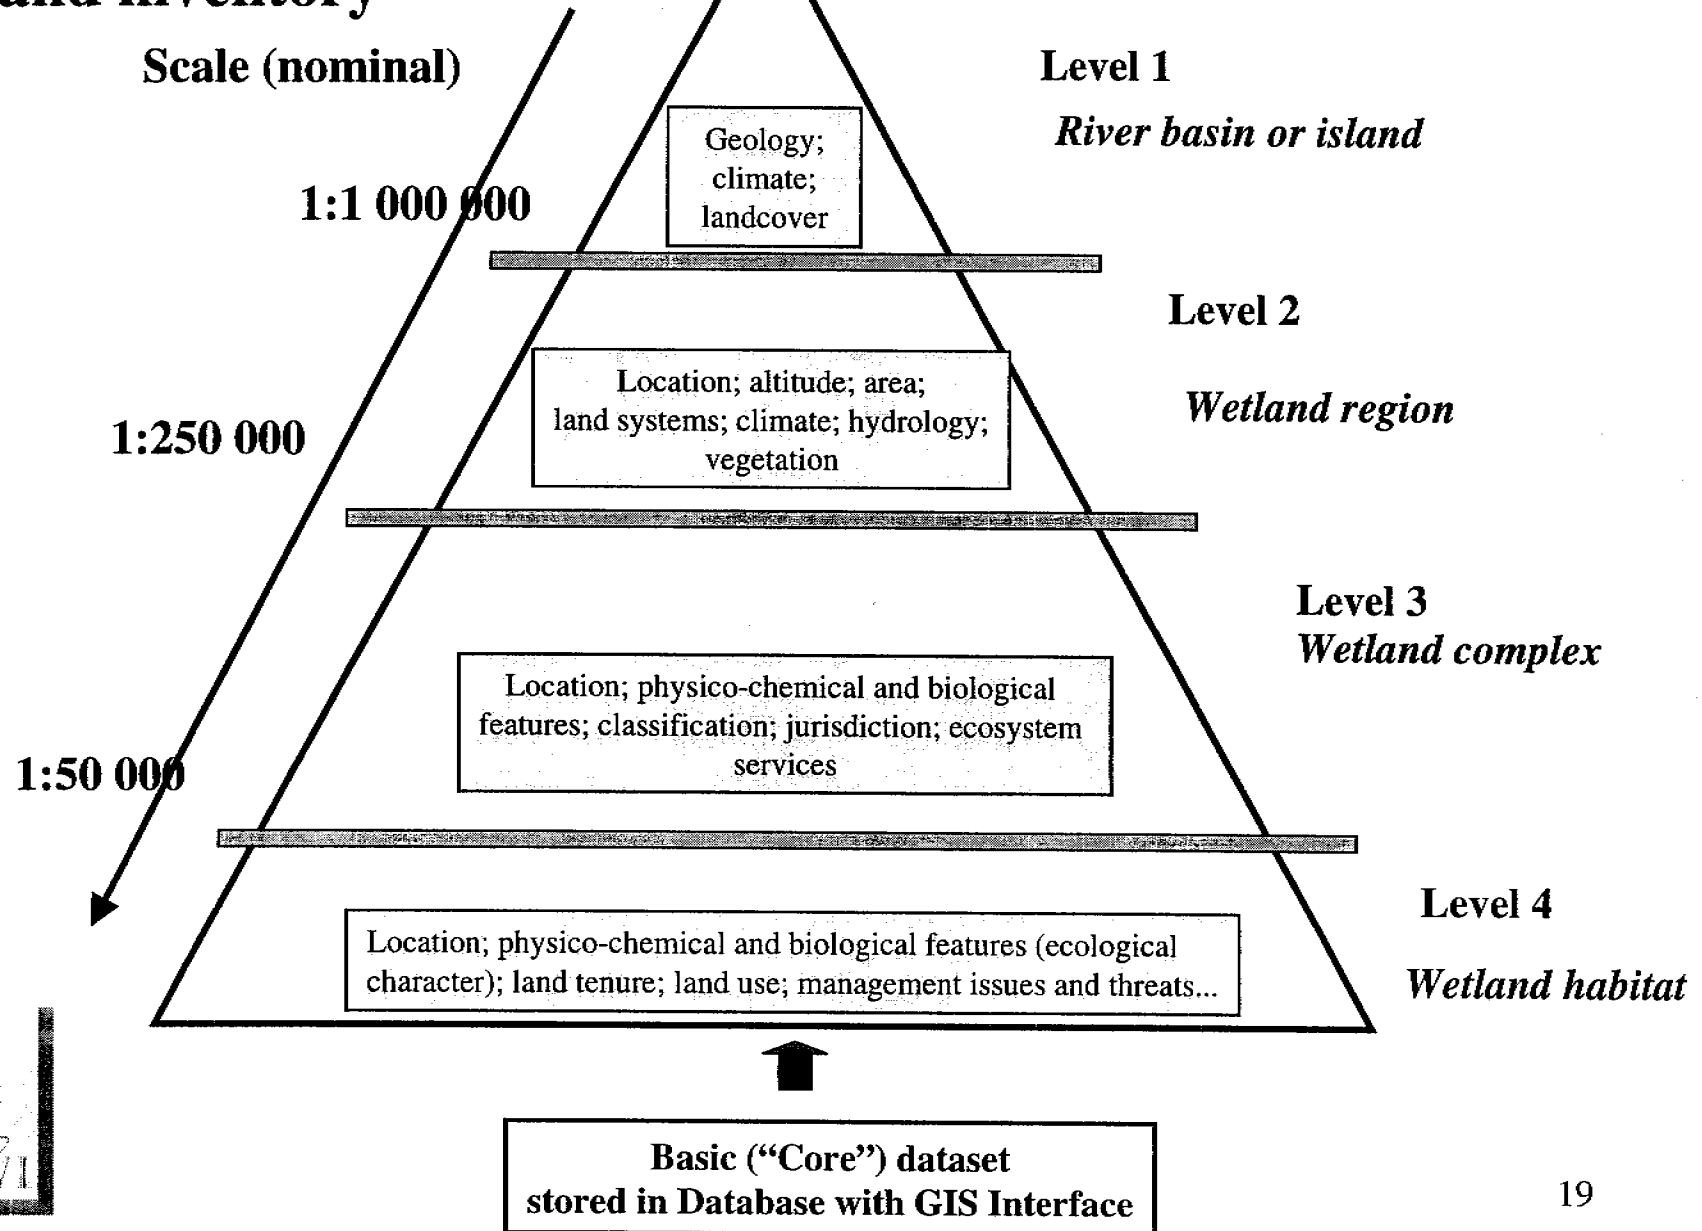 Scale (nominal)
Level 1
River basin or island
Geology;
climate;
landcover
1:1 000 000
Level 2
Wetland region
Location; altitude; area;
land systems; climate; hydrology;
vegetation
1:250 000
Level 3
Wetland complex
Location; physico-chemical and biological
features; classification; jurisdiction; ecosystem
services
1:50 000
Level 4
Wetland habitat
Location; physico-chemical and biological features (ecological
character); land tenure; land use; management issues and threats...
Basic (“Core”) dataset
stored in Database with GIS Interface
19